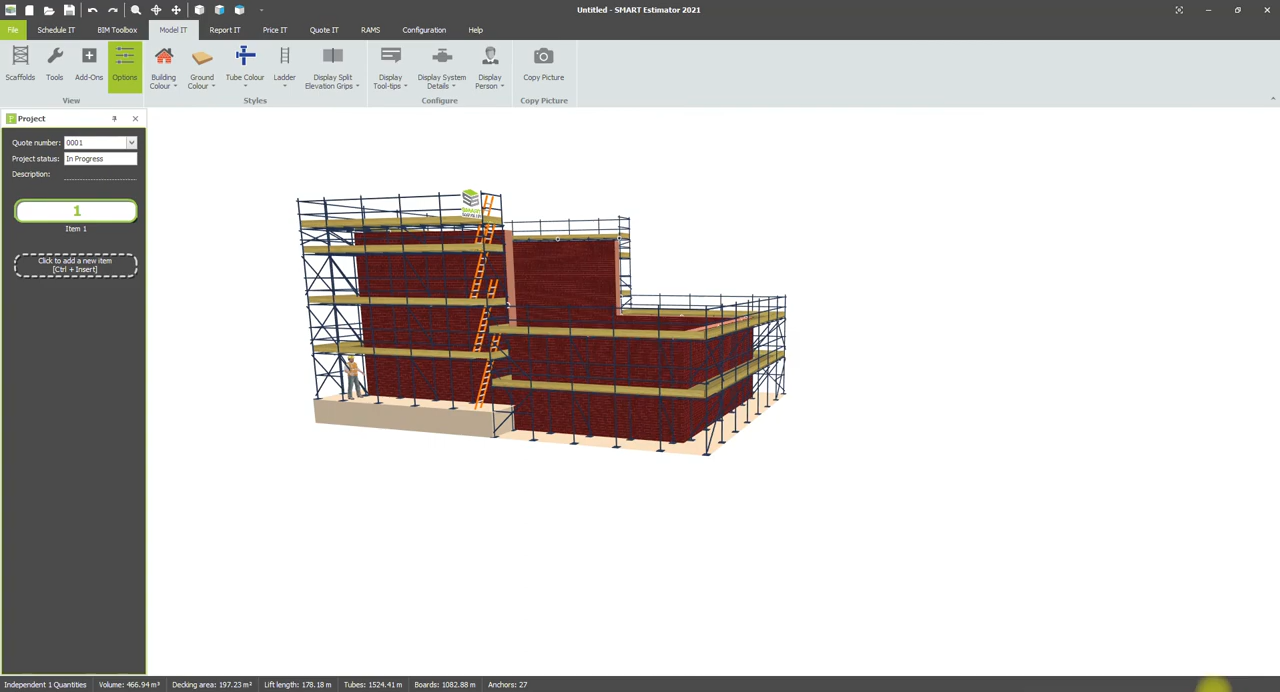 Untitled - SMART Estimator 2021
File Schedule IT BIM Toolbox Model IT Report IT Price IT Quote IT RAMS Configuration Help
Scaffolds Tools Add-Ons Options Building Colour Ground Colour Tube Colour Ladder Display Split Elevation Grips Display Tool-tips Display System Details Display Person Copy Picture
View Styles Configure Copy Picture
Project
Quote number: 0001
Project status: In Progress
Description:
1
Item 1
Click to add a new item
[Ctrl + Insert]
SMART
Independent 1 Quantities Volume: 466.94 m³ Decking area: 197.23 m² Lift length: 178.18 m Tubes: 1524.41 m Boards: 1082.88 m Anchors: 27